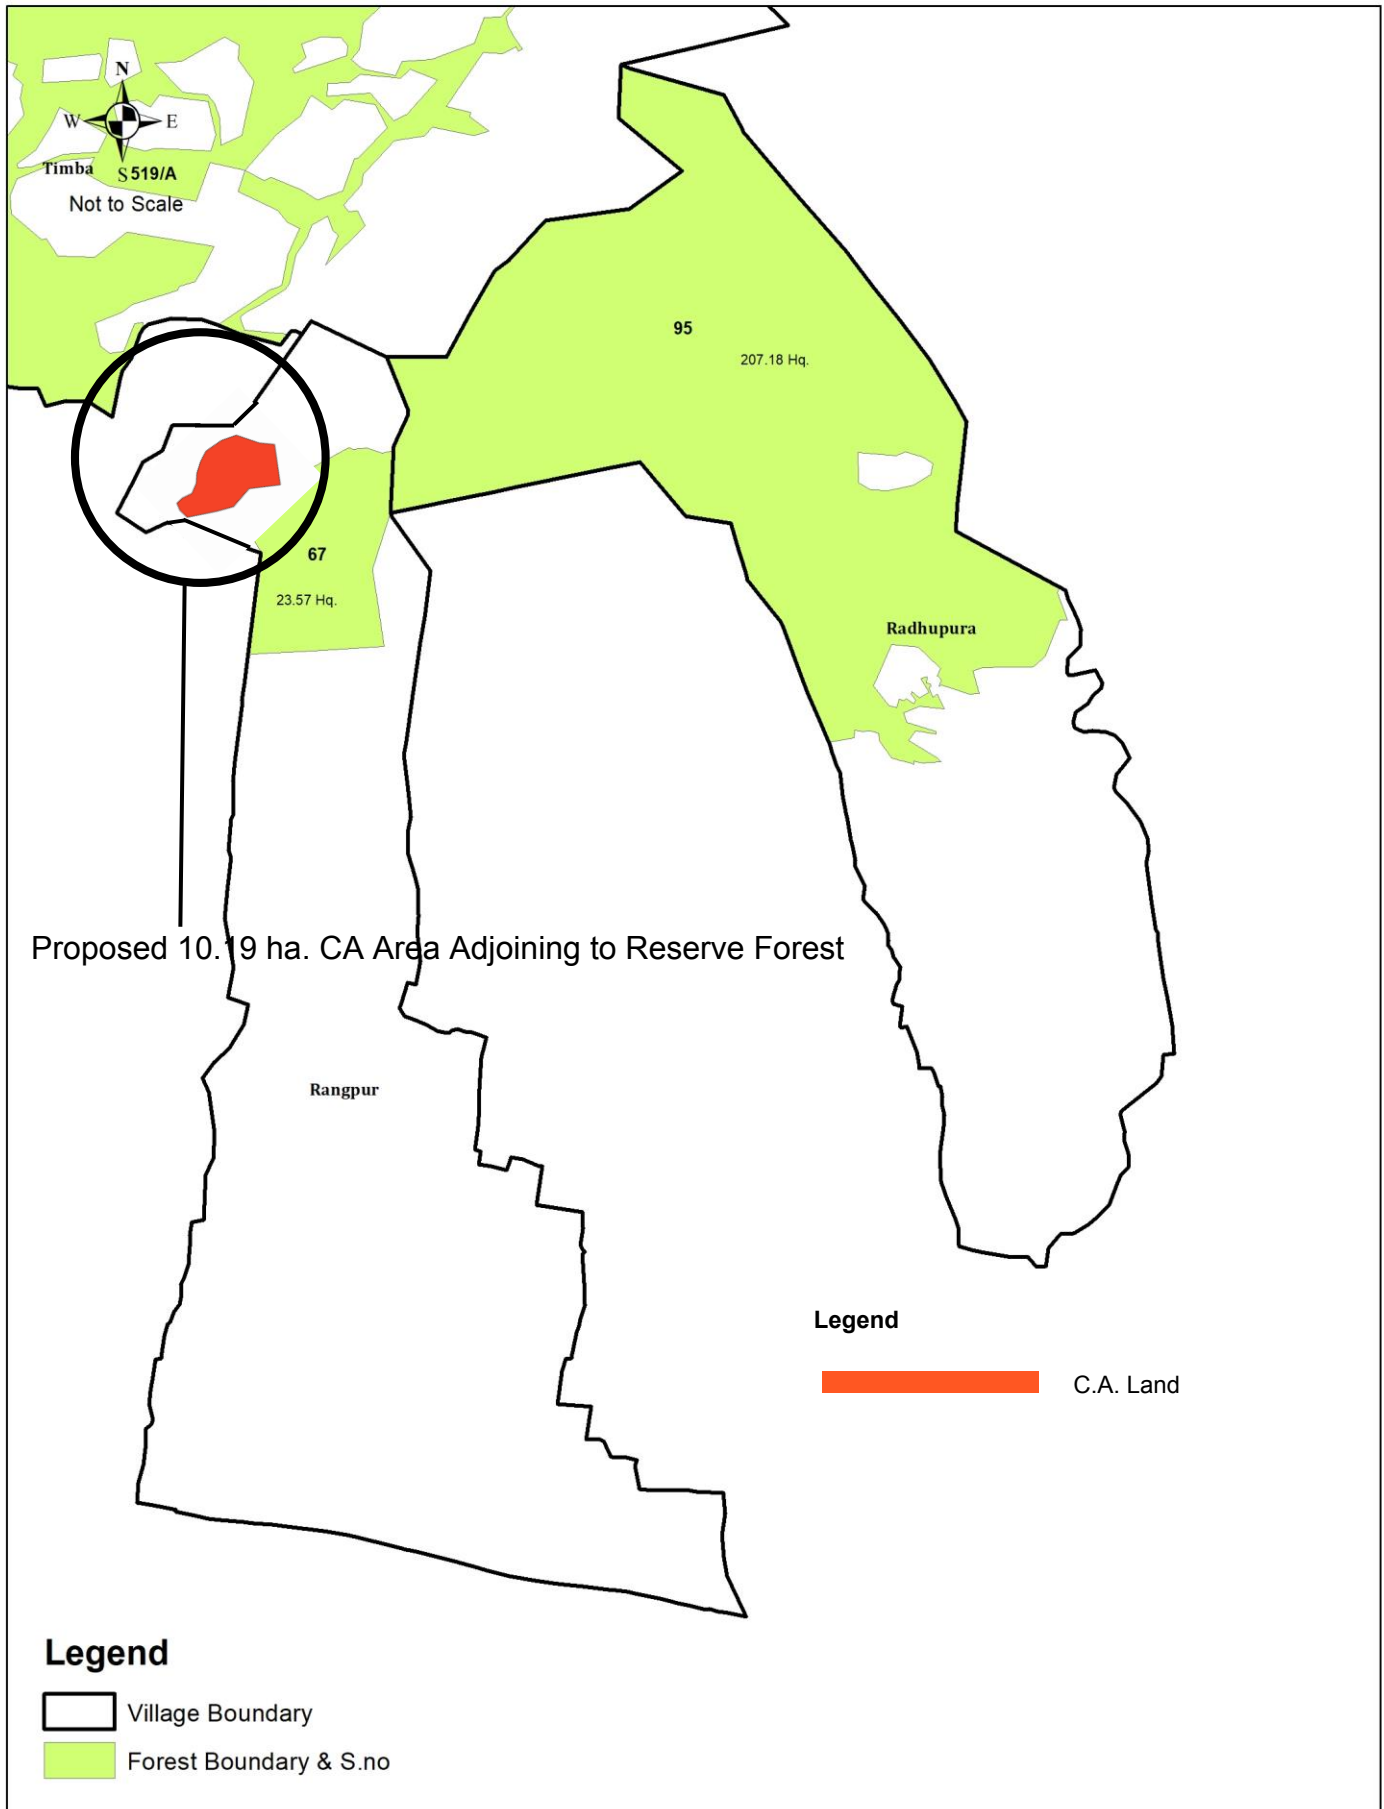 N
W E
Timba S 519/A
Not to Scale
95
207.18 Hq.
67
23.57 Hq.
Radhupura
Proposed 10.19 ha. CA Area Adjoining to Reserve Forest
Rangpur
Legend
C.A. Land
Legend
Village Boundary
Forest Boundary & S.no